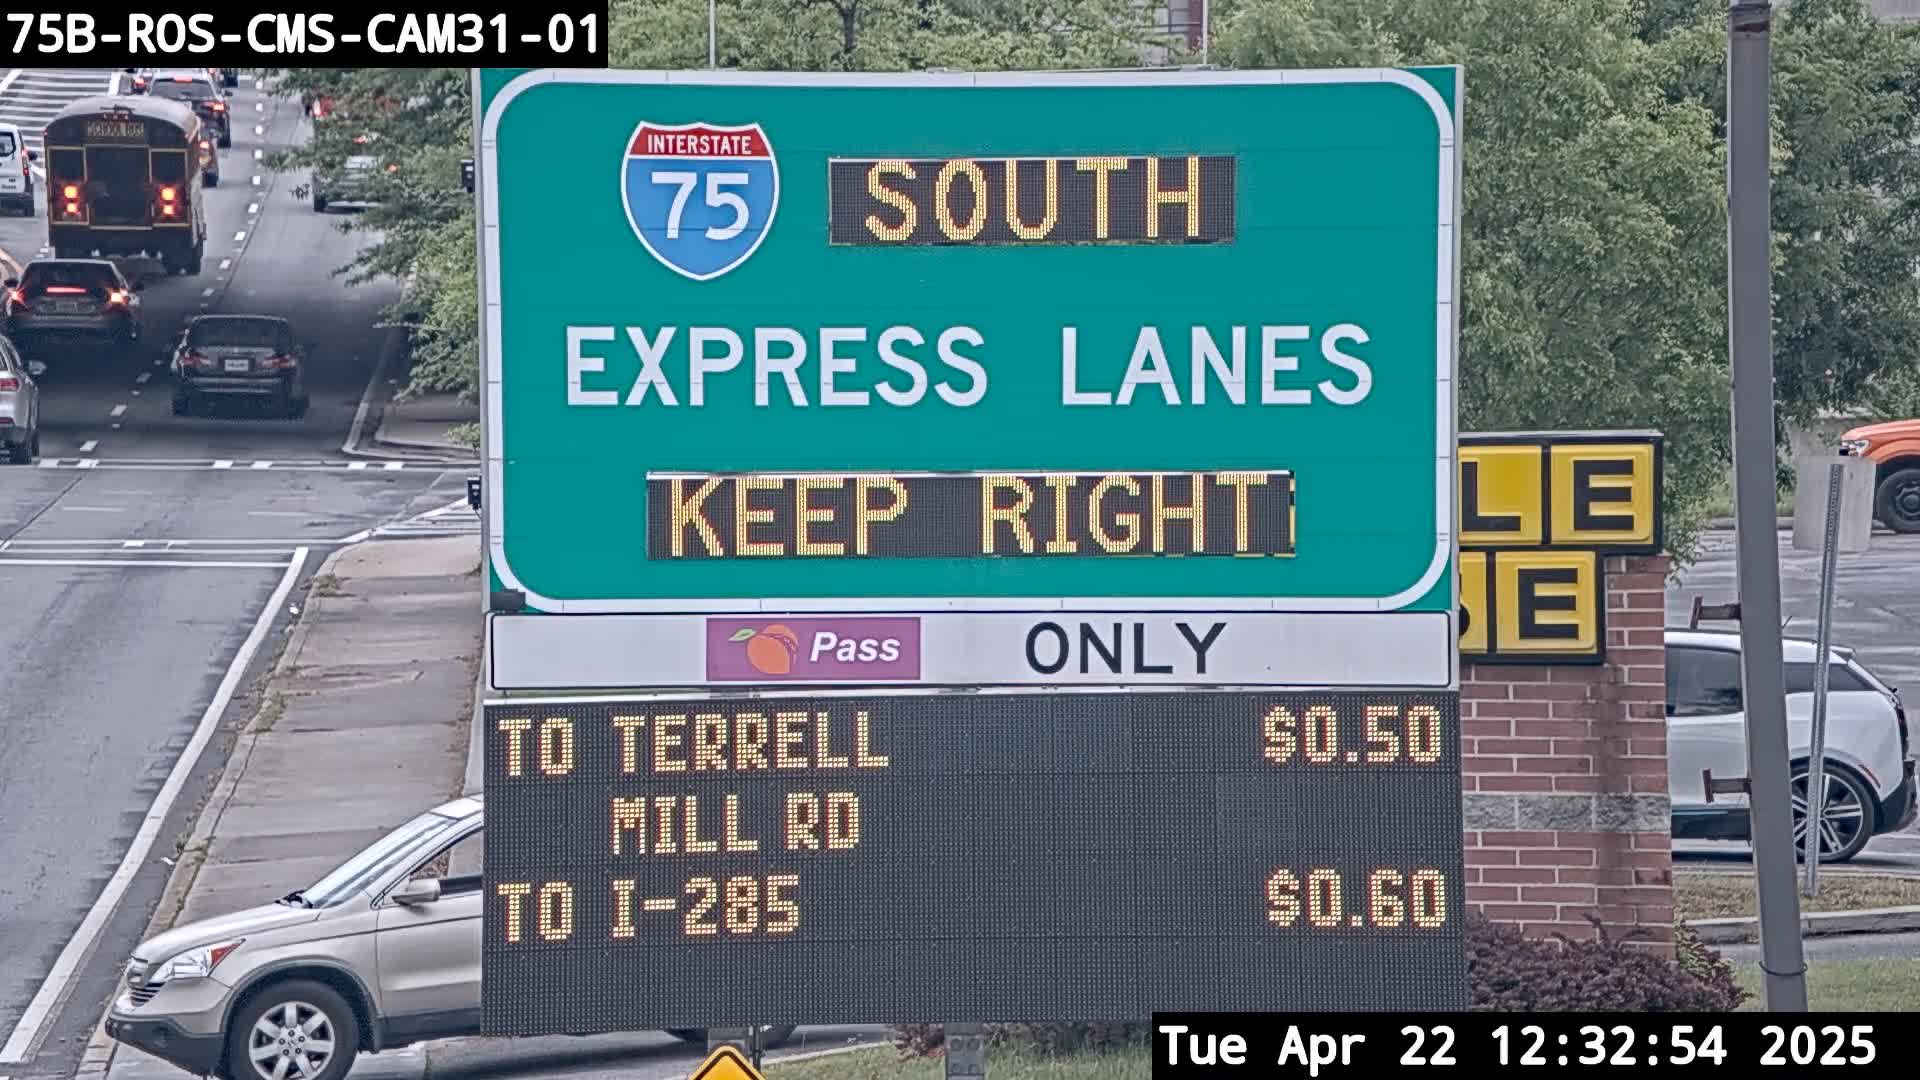 75B-ROS-CMS-CAM31-01
SCHOOL BUS
INTERSTATE
75
SOUTH
EXPRESS LANES
KEEP RIGHT
Pass ONLY
TO TERRELL $0.50
MILL RD
TO I-285 $0.60
LE
E
Tue Apr 22 12:32:54 2025